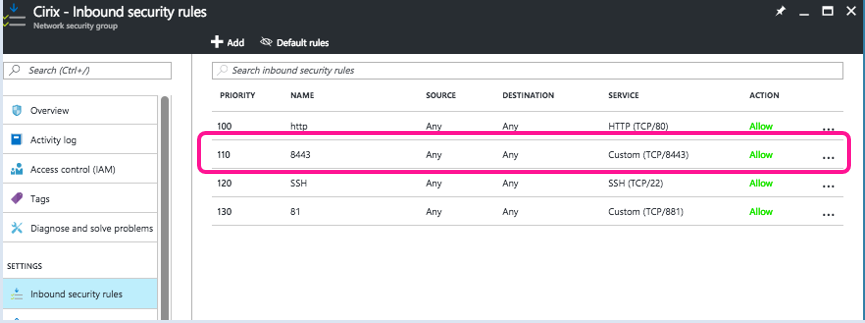 Cirix - Inbound security rules
Network security group
Add Default rules
Search (Ctrl+/)
Overview
Activity log
Access control (IAM)
Tags
Diagnose and solve problems
SETTINGS
Inbound security rules
Search inbound security rules
PRIORITY NAME SOURCE DESTINATION SERVICE ACTION
100 http Any Any HTTP (TCP/80) Allow ...
110 8443 Any Any Custom (TCP/8443) Allow ...
120 SSH Any Any SSH (TCP/22) Allow ...
130 81 Any Any Custom (TCP/881) Allow ...